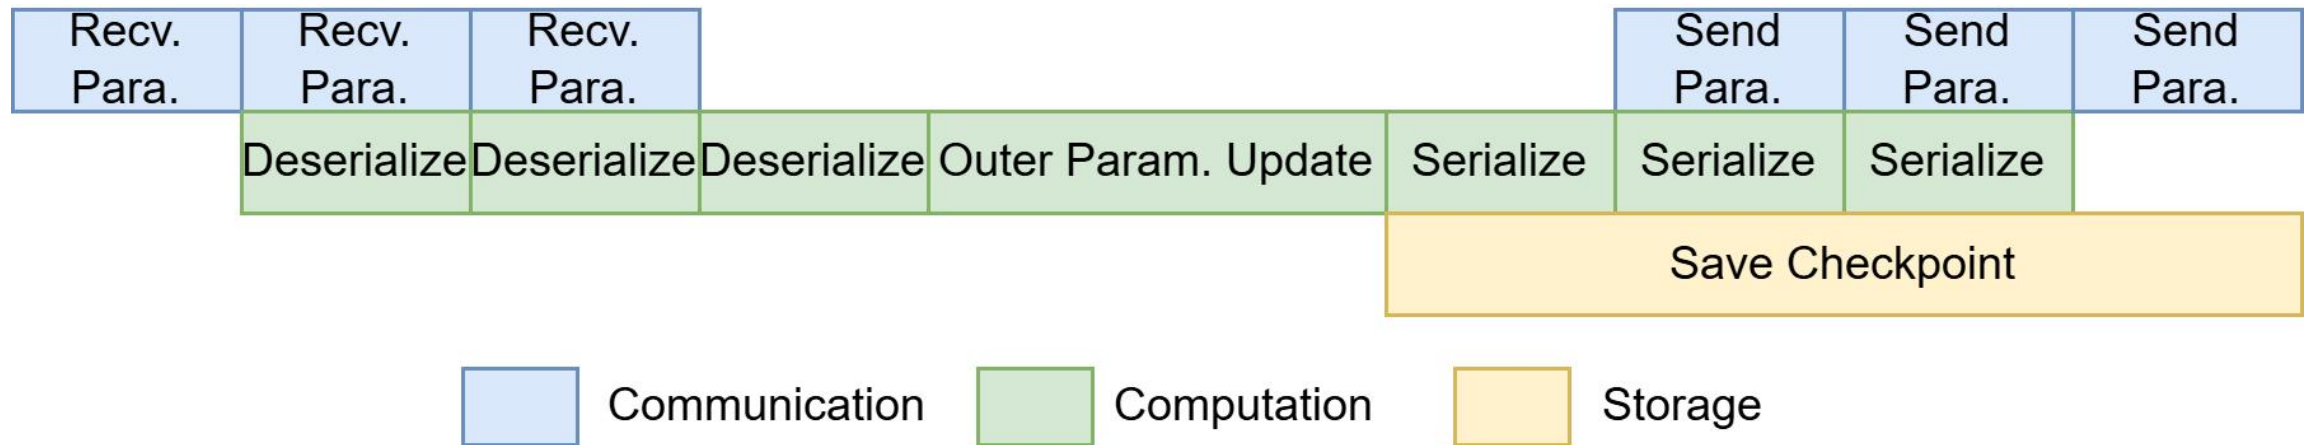 Recv.
Para.
Recv.
Para.
Recv.
Para.
Send
Para.
Send
Para.
Send
Para.
Deserialize
Deserialize
Deserialize
Outer Param. Update
Serialize
Serialize
Serialize
Save Checkpoint
Communication
Computation
Storage